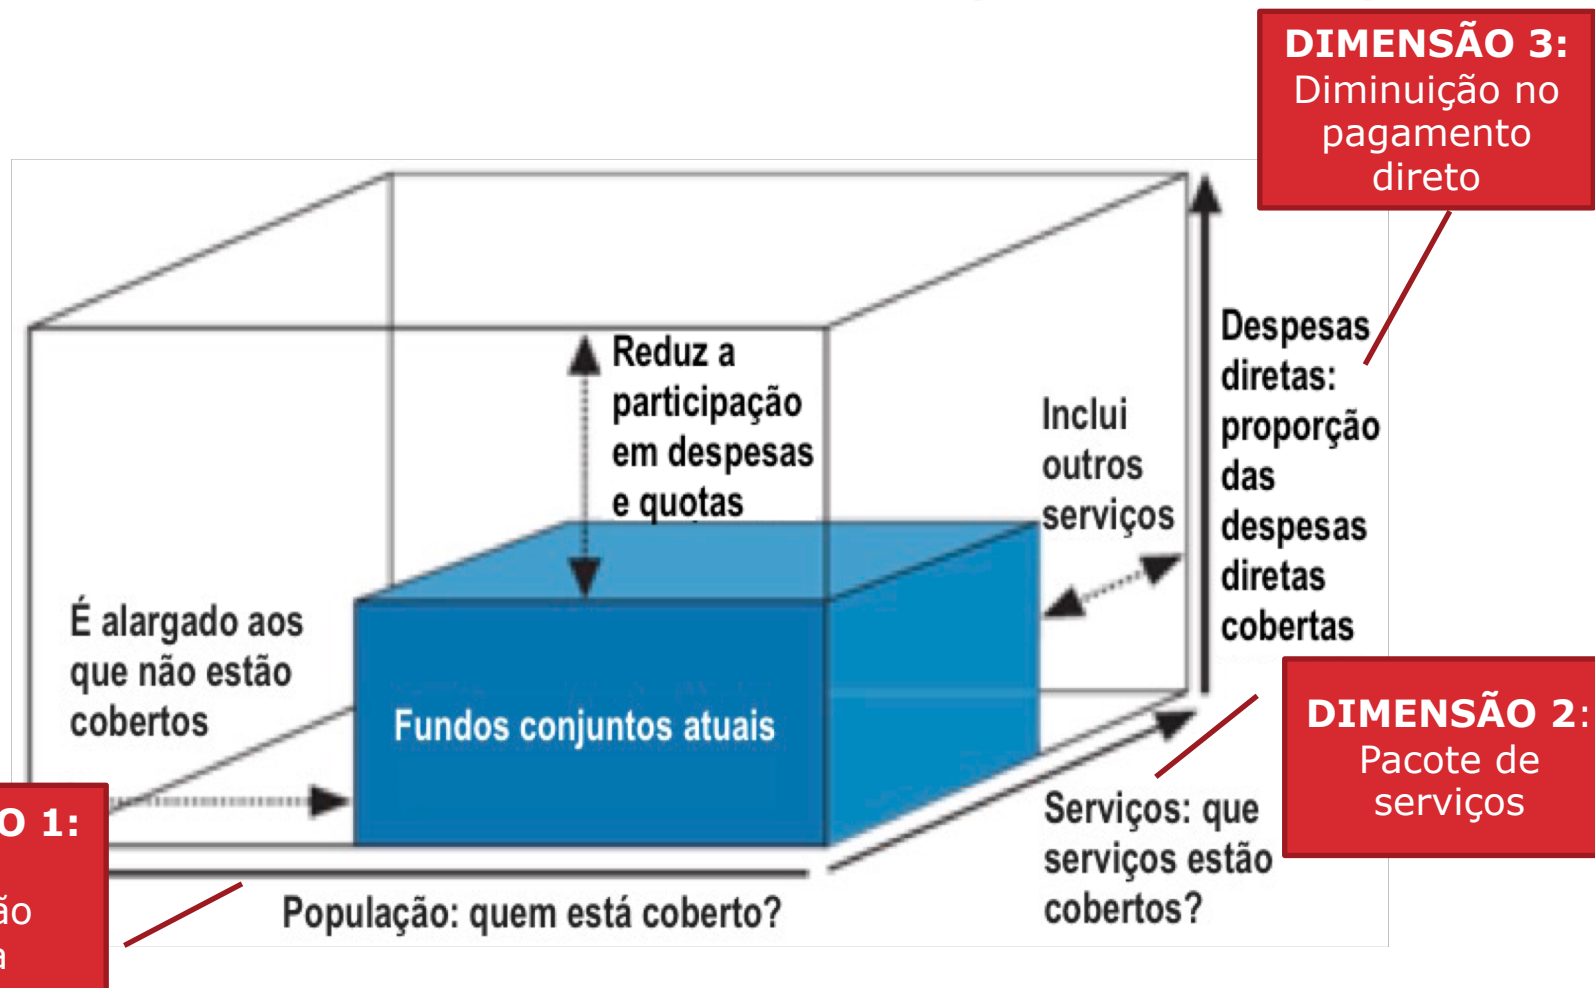 DIMENSÃO 3:
Diminuição no
pagamento
direto
Reduz a
participação
em despesas
e quotas
Inclui
outros
serviços
Despesas
diretas:
proporção
das
despesas
diretas
cobertas
É alargado aos
que não estão
cobertos
Fundos conjuntos atuais
DIMENSÃO 2:
Pacote de
serviços
O 1:
ão
a
Serviços: que
serviços estão
cobertos?
População: quem está coberto?